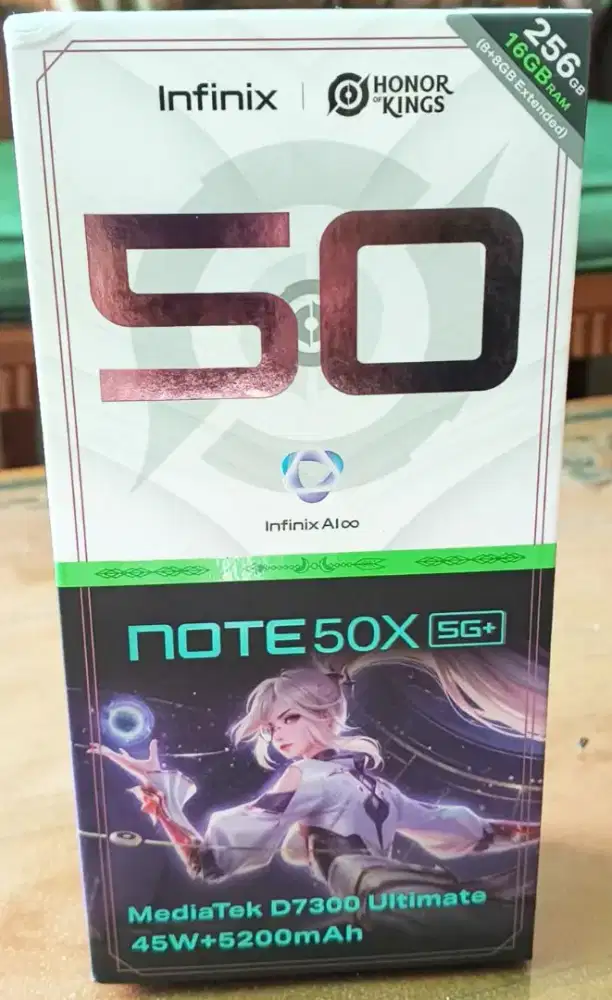 Infinix | HONOR OF KINGS
256GB
16GB RAM
(8+8GB Extended)
50
Infinix AI∞
NOTE 50X 5G+
MediaTek D7300 Ultimate
45W+5200mAh